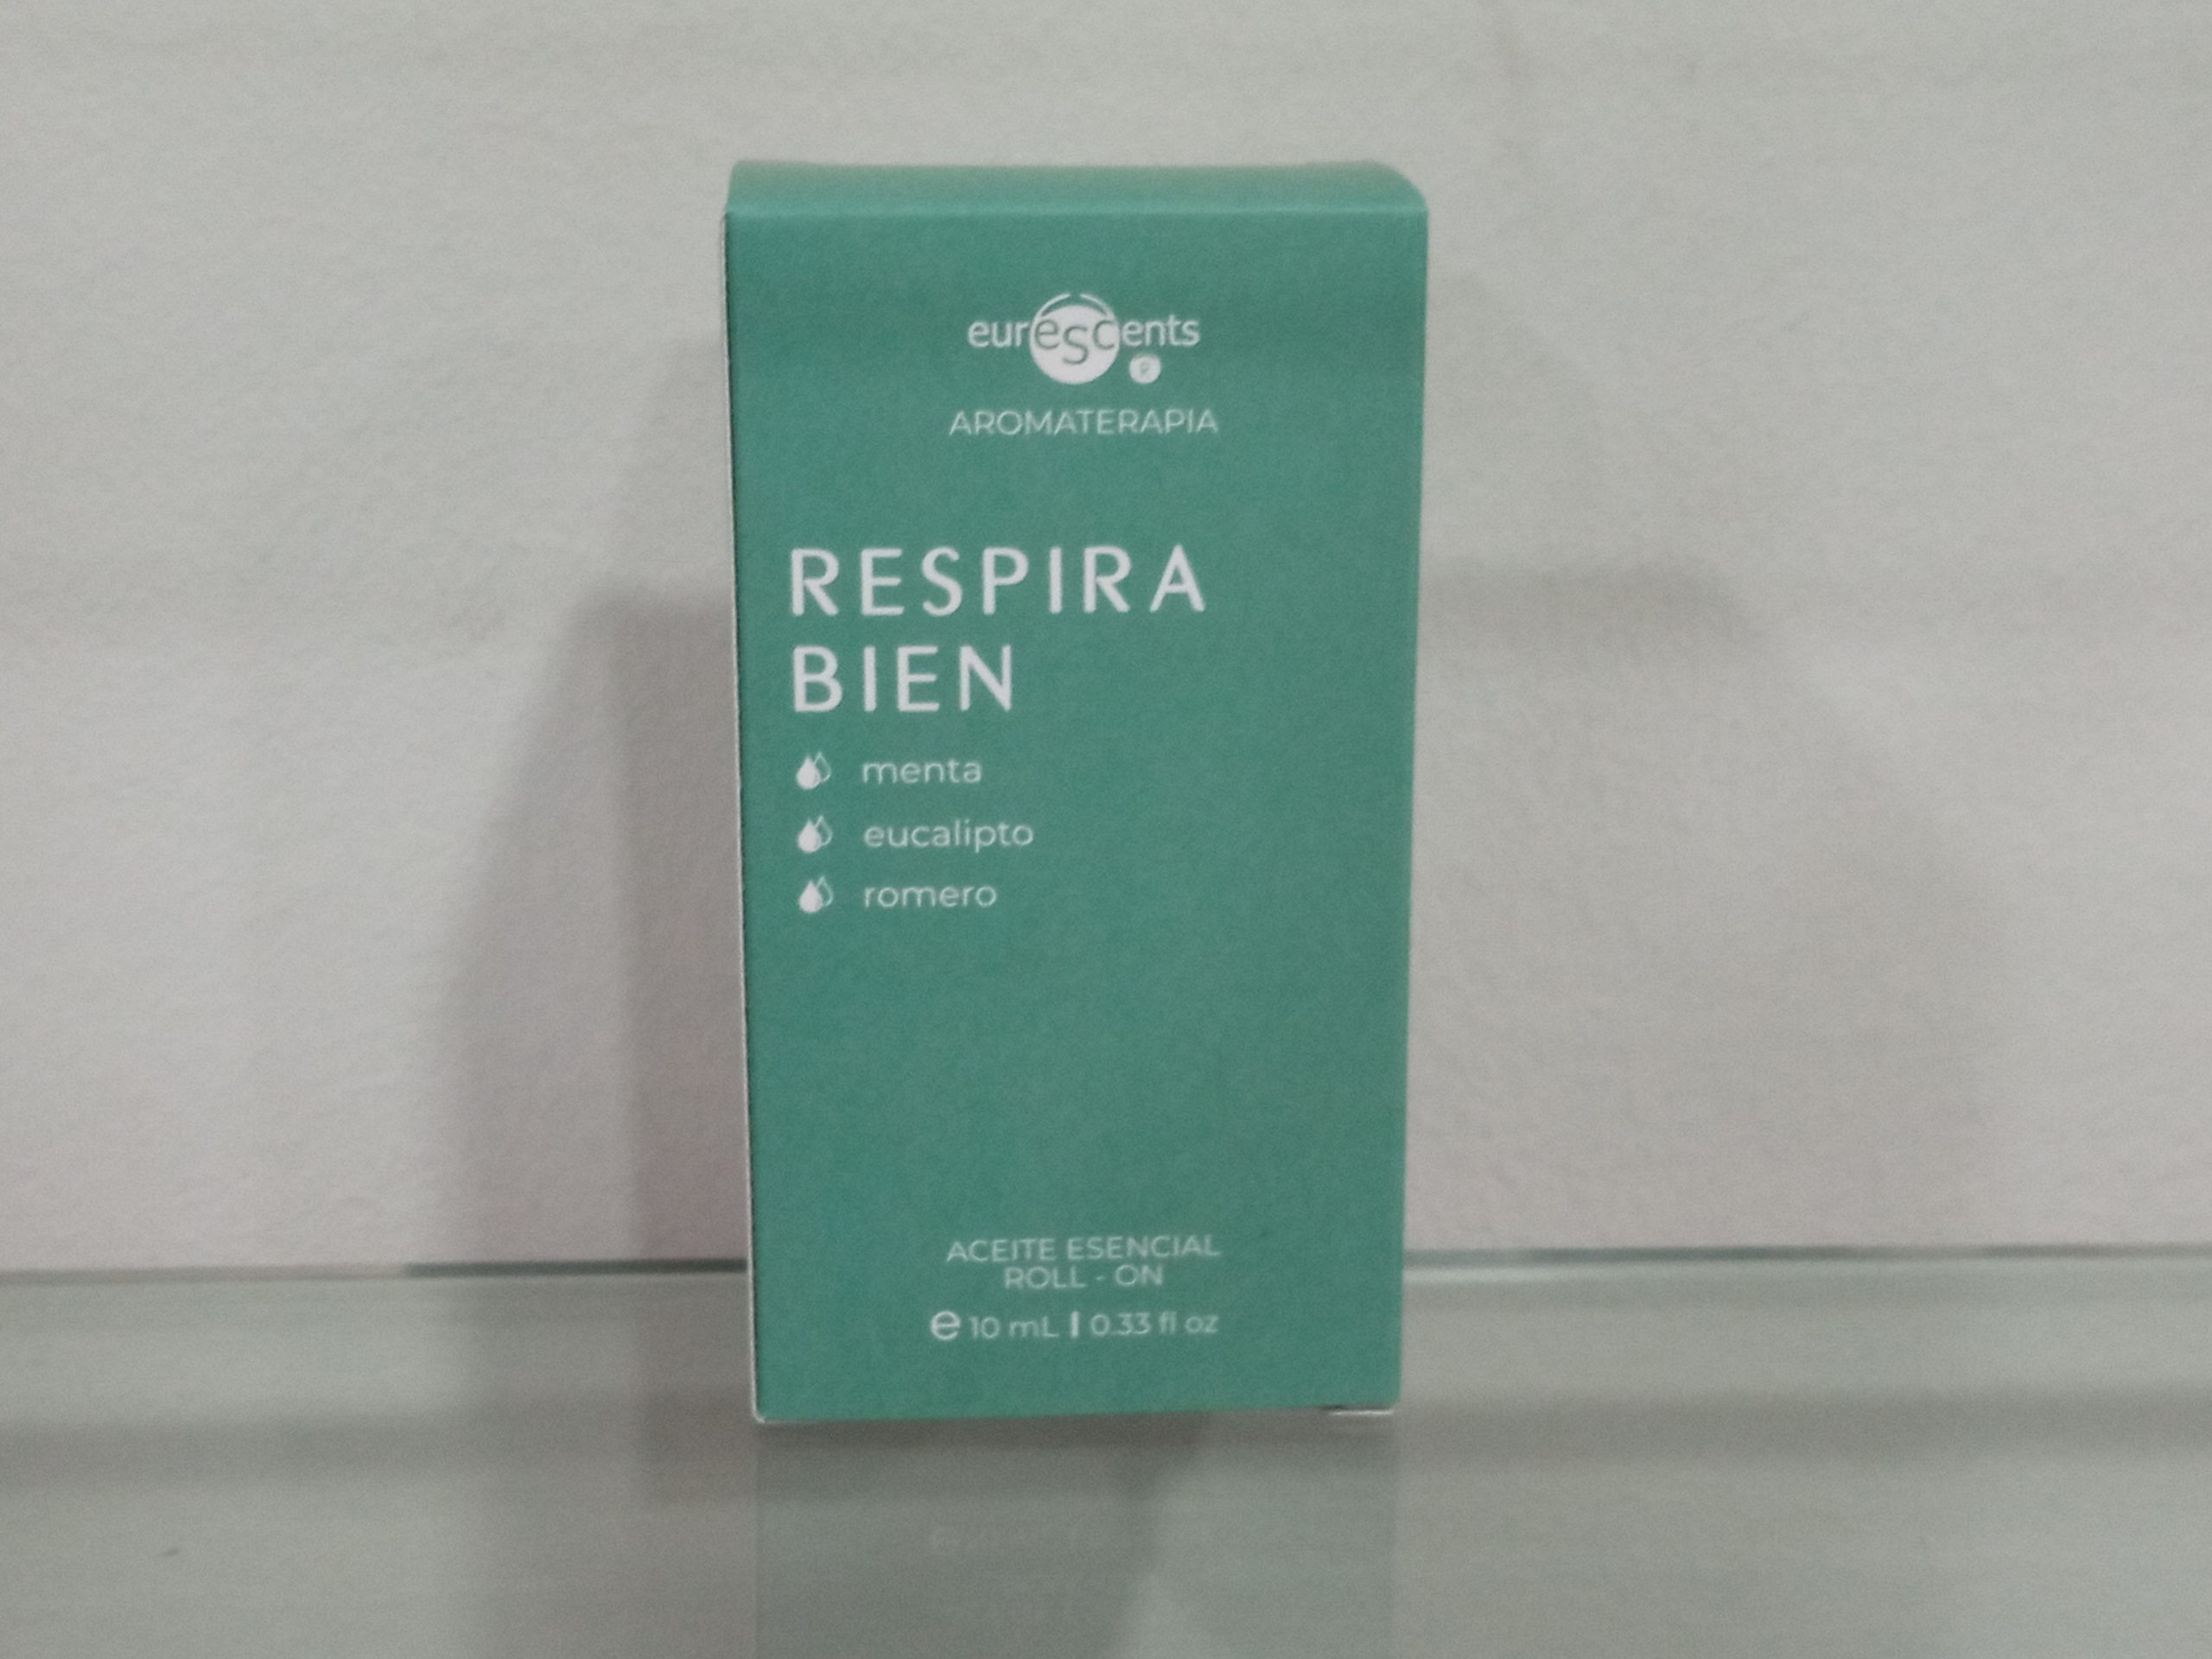 eurescents
AROMATERAPIA
RESPIRA
BIEN
menta
eucalipto
romero
ACEITE ESENCIAL
ROLL - ON
e 10 mL | 0.33 fl oz